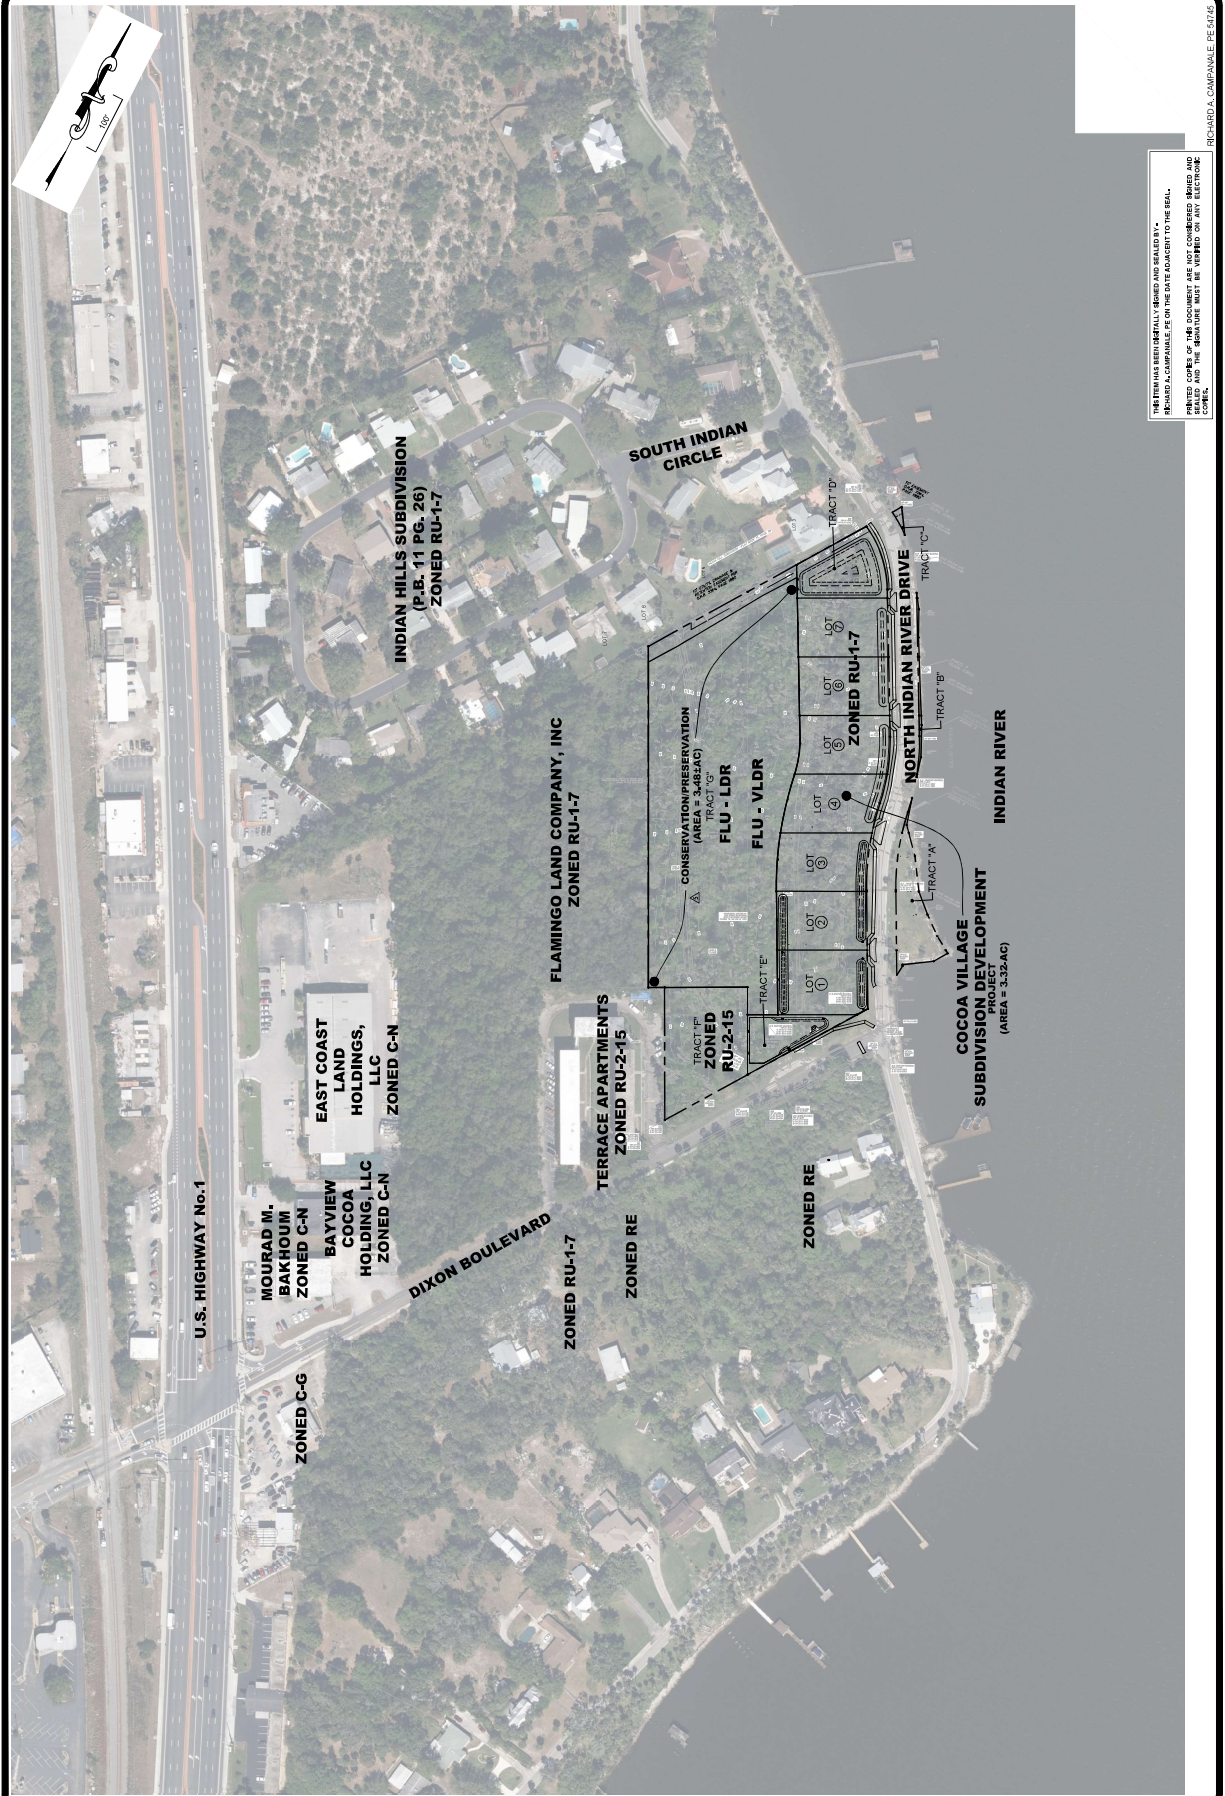 100'
RICHARD A. CAMPANALE, PE 54745
THIS ITEM HAS BEEN DIGITALLY SIGNED AND SEALED BY
RICHARD A. CAMPANALE, PE ON THE DATE ADJACENT TO THE SEAL.
PRINTED COPIES OF THIS DOCUMENT ARE NOT CONSIDERED SIGNED AND
SEALED AND THE SIGNATURE MUST BE VERIFIED ON ANY ELECTRONIC
COPIES.
SOUTH INDIAN
CIRCLE
INDIAN HILLS SUBDIVISION
(P.B. 11 PG. 26)
ZONED RU-1-7
TRACT "D"
TRACT "C"
TRACT "B"
LOT 7
LOT 6
NORTH INDIAN RIVER DRIVE
INDIAN RIVER
LOT
7
LOT
6
LOT
5
LOT
4
LOT
3
LOT
2
LOT
1
ZONED RU-1-7
CONSERVATION/PRESERVATION
(AREA = 3.48±AC)
TRACT "G"
FLU - LDR
FLU - VLDR
FLAMINGO LAND COMPANY, INC
ZONED RU-1-7
TRACT "A"
COCOA VILLAGE
SUBDIVISION DEVELOPMENT
PROJECT
(AREA = 3.32-AC)
TRACT "E"
TRACT "F"
ZONED
RU-2-15
TERRACE APARTMENTS
ZONED RU-2-15
EAST COAST
LAND
HOLDINGS,
LLC
ZONED C-N
BAYVIEW
COCOA
HOLDING, LLC
ZONED C-N
MOURAD M.
BAKHOUM
ZONED C-N
U.S. HIGHWAY No.1
DIXON BOULEVARD
ZONED RU-1-7
ZONED RE
ZONED RE
ZONED C-G